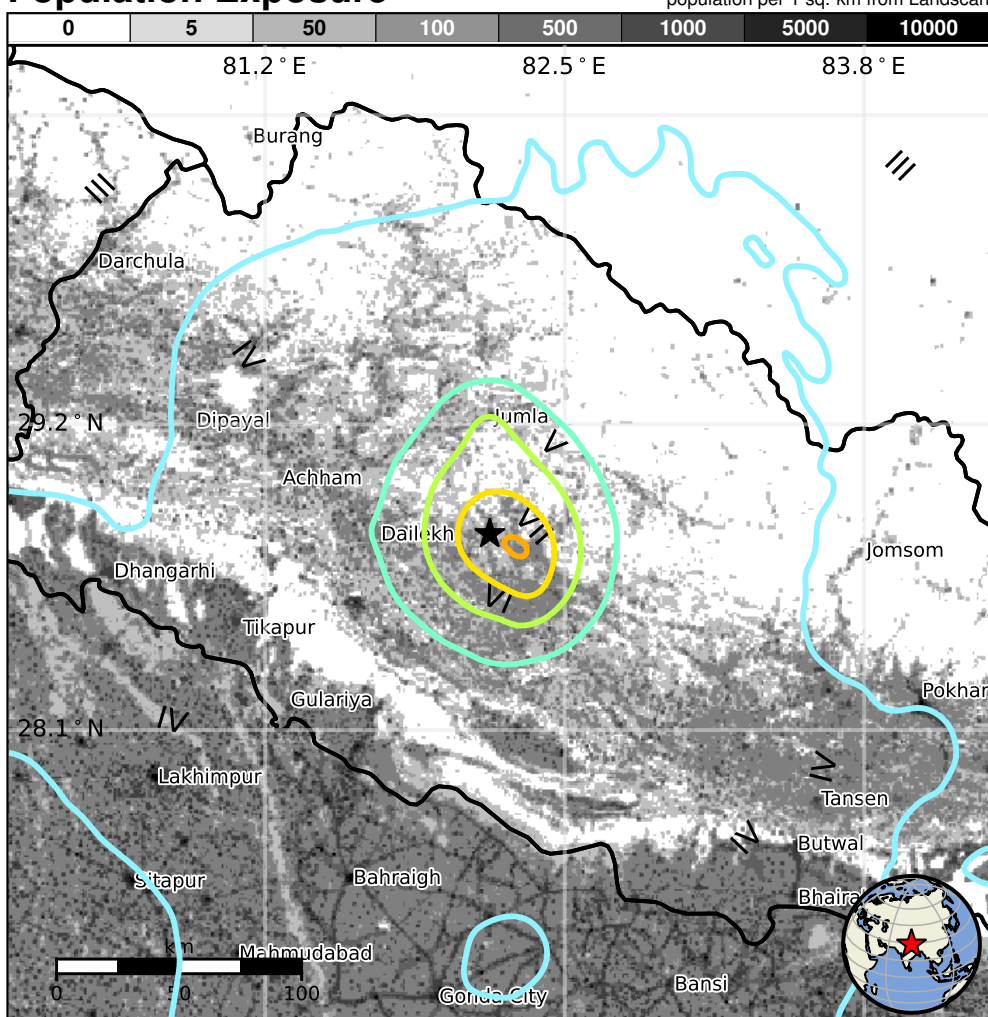 Population Exposure
population per 1 sq. km from Landscan
0 5 50 100 500 1000 5000 10000
81.2°E 82.5°E 83.8°E
Burang
III III
Darchula
IV
29.2°N Dipayal Jumla
V
Achham
Dailekh VII
Jomsom
Dhangarhi
VI
Tikapur
Gulariya Pokhar
IV
28.1°N
IV
Lakhimpur
Tansen
IV
Butwal
Sitapur Bahraigh
Bhaira
km Mahmudabad
0 50 100
Gonda City Bansi